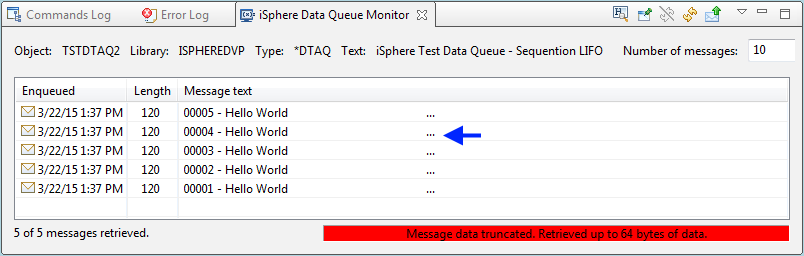 Commands Log Error Log iSphere Data Queue Monitor
Object: TSTDTAQ2 Library: ISPHEREDVP Type: *DTAQ Text: iSphere Test Data Queue - Sequention LIFO Number of messages: 10
Enqueued Length Message text
3/22/15 1:37 PM 120 00005 - Hello World ...
3/22/15 1:37 PM 120 00004 - Hello World ...
3/22/15 1:37 PM 120 00003 - Hello World ...
3/22/15 1:37 PM 120 00002 - Hello World ...
3/22/15 1:37 PM 120 00001 - Hello World ...
5 of 5 messages retrieved. Message data truncated. Retrieved up to 64 bytes of data.